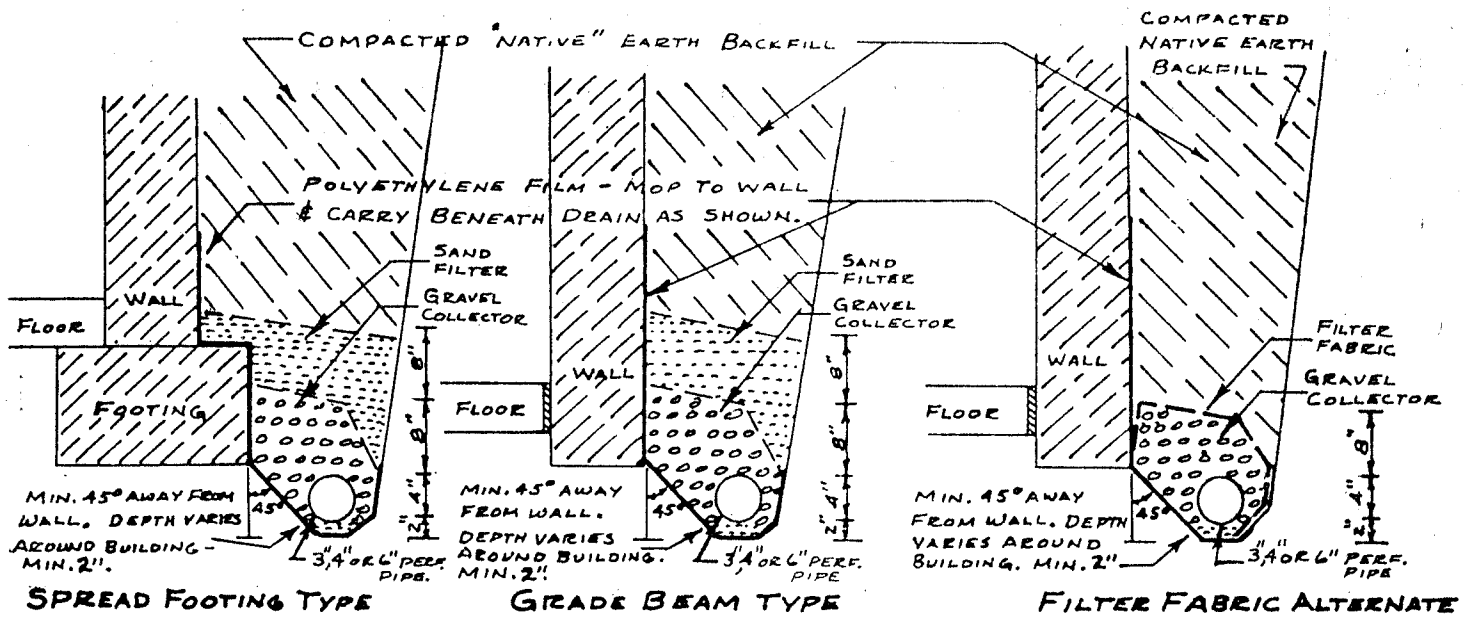 COMPACTED "NATIVE" EARTH BACKFILL
COMPACTED
NATIVE EARTH
BACKFILL
POLYETHYLENE FILM - MOP TO WALL
& CARRY BENEATH DRAIN AS SHOWN.
SAND
FILTER
GRAVEL
COLLECTOR
WALL
FLOOR
FOOTING
8"
8"
4"
2"
45°
MIN. 45° AWAY FROM
WALL. DEPTH VARIES
AROUND BUILDING -
MIN. 2".
3",4" OR 6" PERF.
PIPE.
SPREAD FOOTING TYPE
SAND
FILTER
GRAVEL
COLLECTOR
WALL
FLOOR
8"
8"
4"
2"
45°
MIN. 45° AWAY
FROM WALL.
DEPTH VARIES
AROUND BUILDING.
MIN. 2".
3",4" OR 6" PERF.
PIPE
GRADE BEAM TYPE
FILTER
FABRIC
GRAVEL
COLLECTOR
WALL
FLOOR
8"
4"
2"
45°
MIN. 45° AWAY
FROM WALL. DEPTH
VARIES AROUND
BUILDING. MIN. 2"
3",4" OR 6" PERF.
PIPE
FILTER FABRIC ALTERNATE